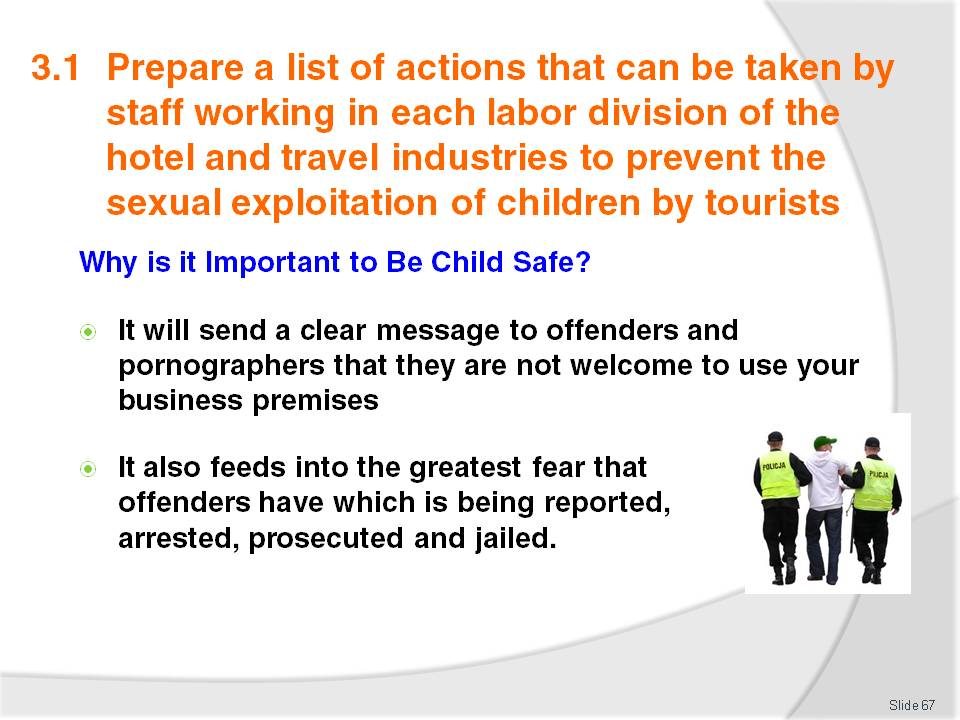 3.1 Prepare a list of actions that can be taken by
staff working in each labor division of the
hotel and travel industries to prevent the
sexual exploitation of children by tourists
Why is it Important to Be Child Safe?
It will send a clear message to offenders and
pornographers that they are not welcome to use your
business premises
It also feeds into the greatest fear that
offenders have which is being reported,
arrested, prosecuted and jailed.
POLICJA
POLICJA
Slide 67